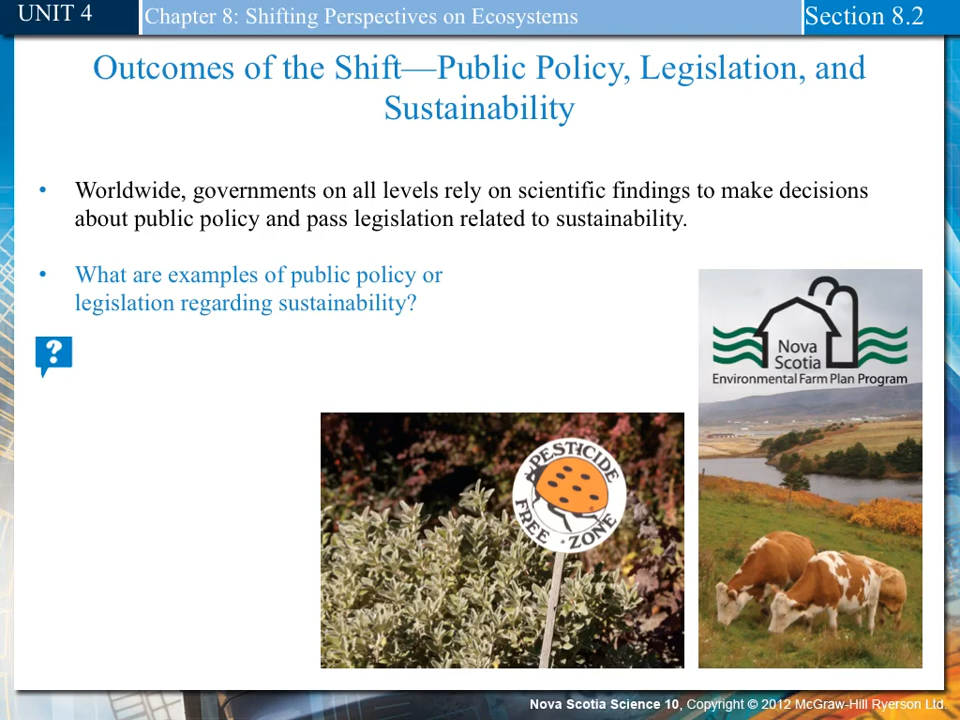 UNIT 4
Chapter 8: Shifting Perspectives on Ecosystems
Section 8.2
Outcomes of the Shift—Public Policy, Legislation, and
Sustainability
• Worldwide, governments on all levels rely on scientific findings to make decisions
about public policy and pass legislation related to sustainability.
• What are examples of public policy or
legislation regarding sustainability?
?
Nova
Scotia
Environmental Farm Plan Program
PESTICIDE
FREE · ZONE
Nova Scotia Science 10, Copyright © 2012 McGraw-Hill Ryerson Ltd.